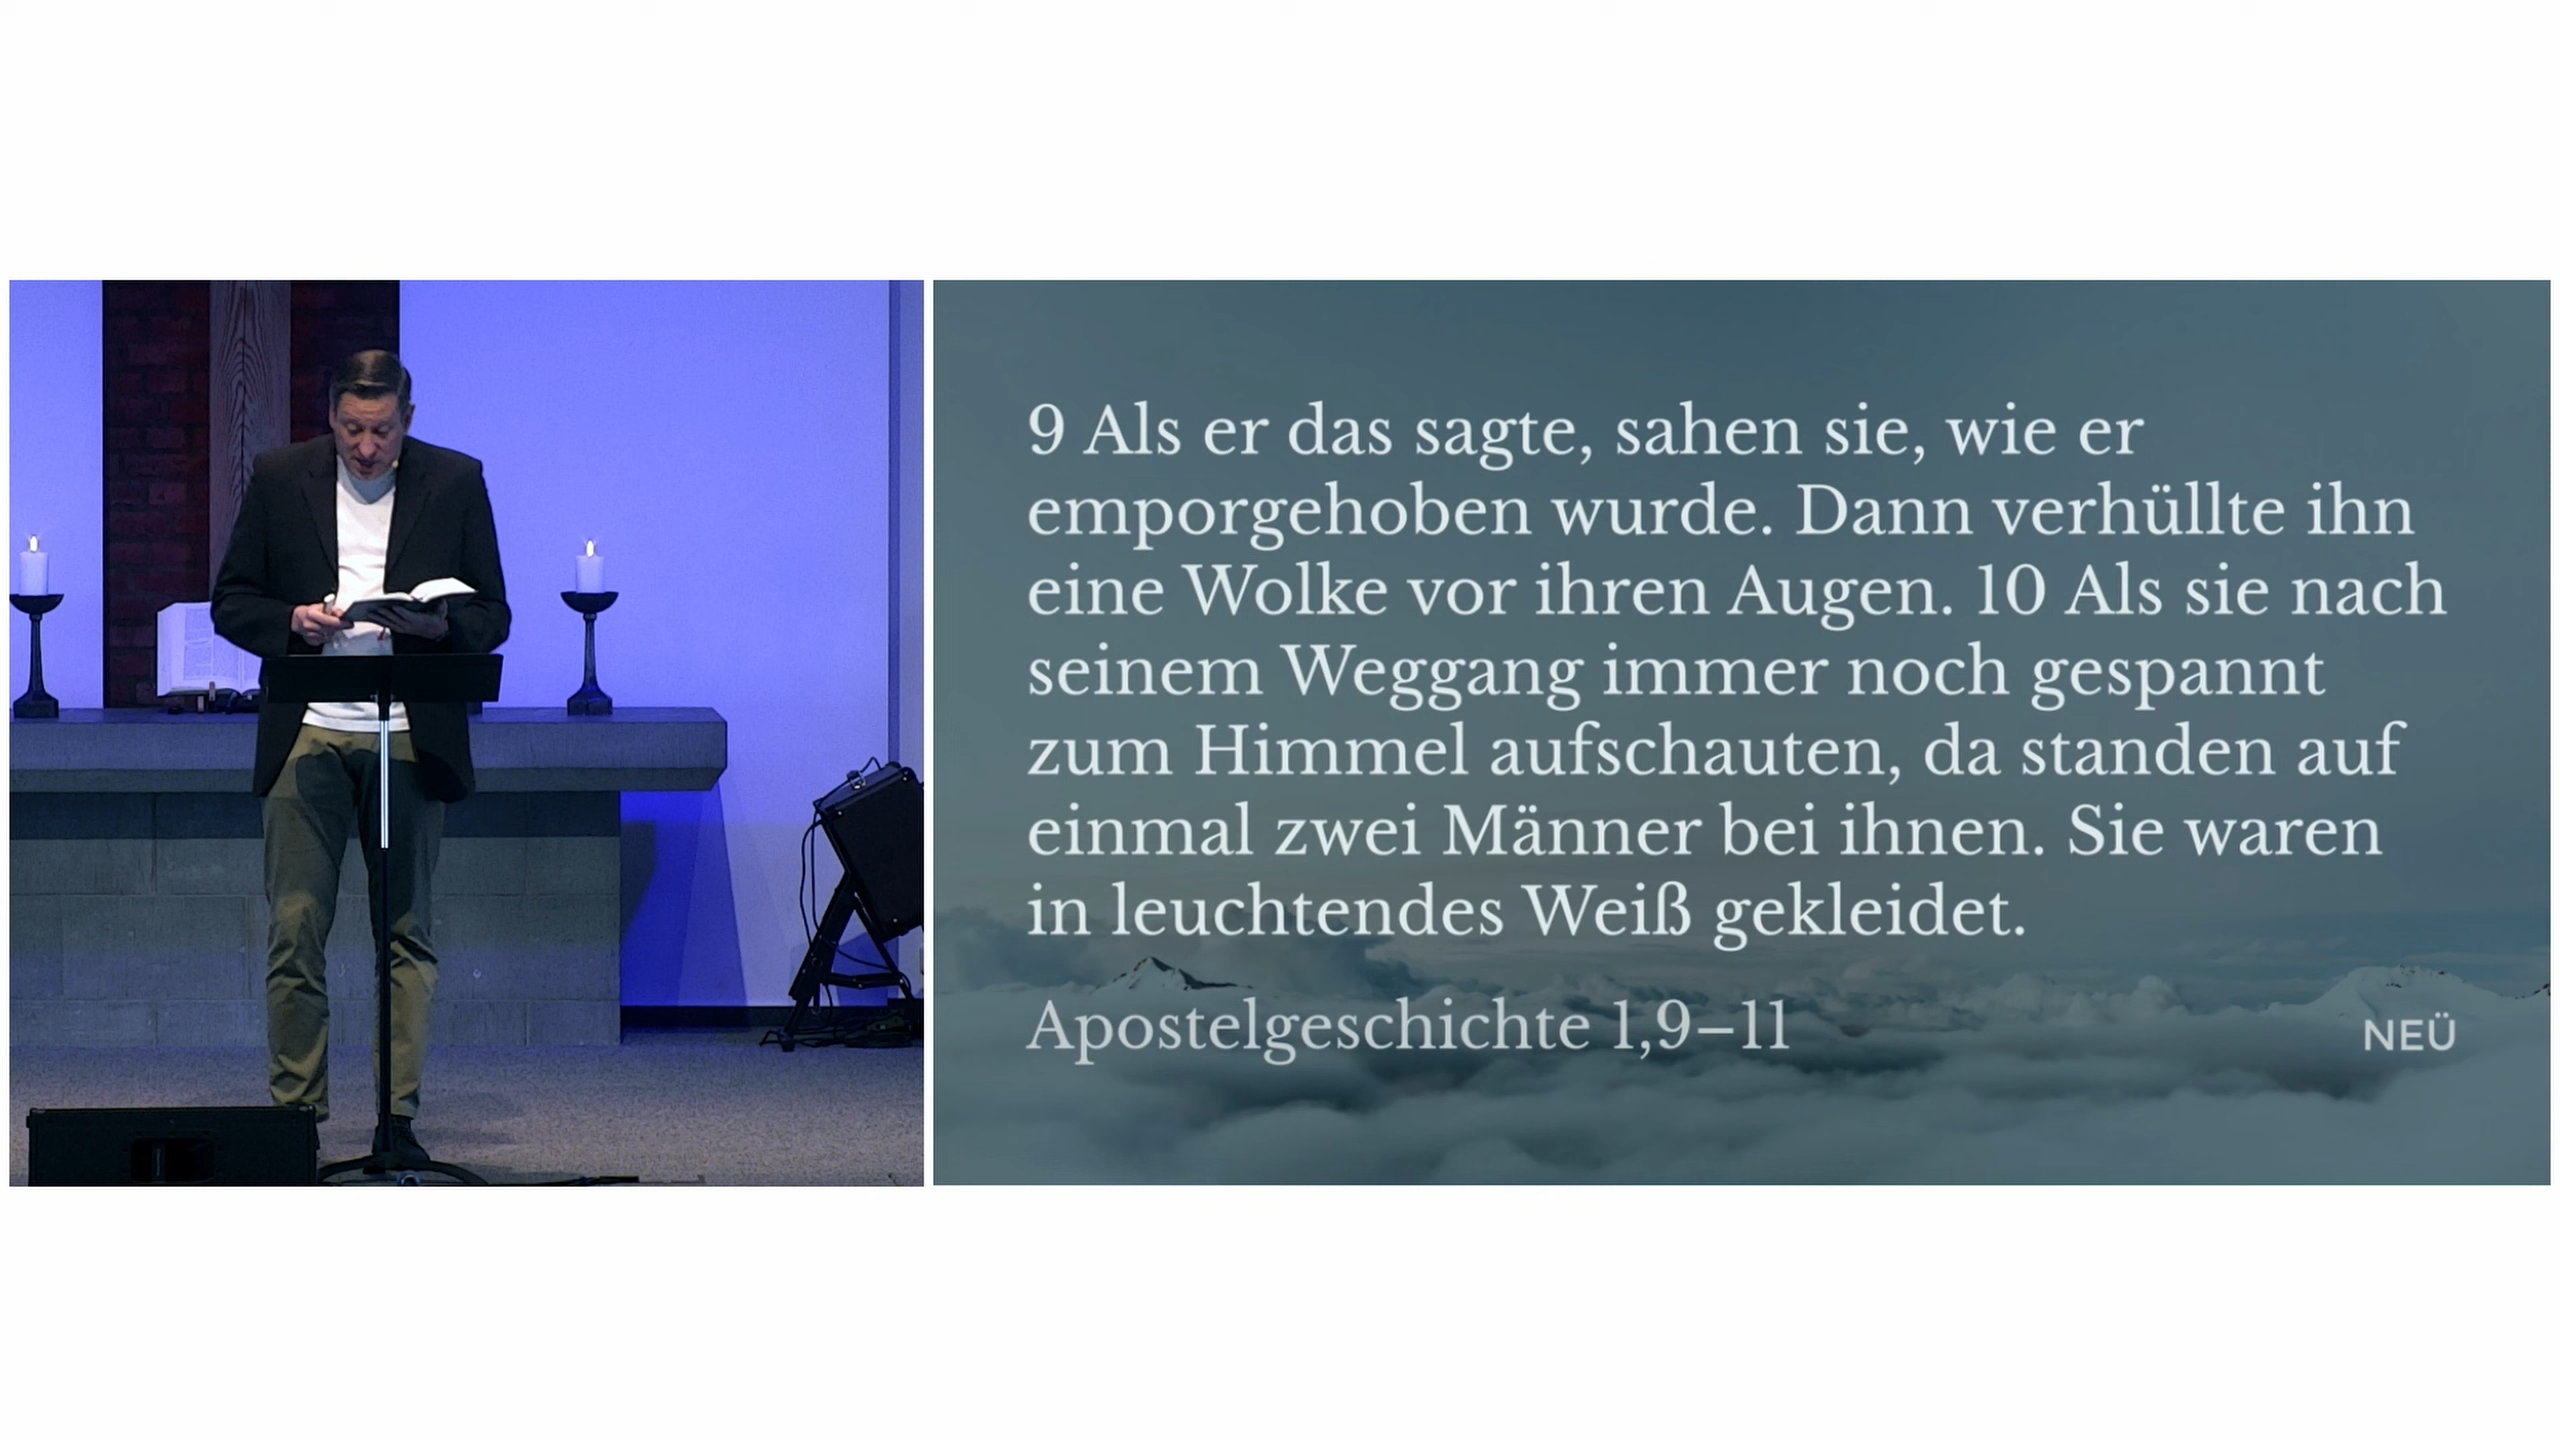 9 Als er das sagte, sahen sie, wie er
emporgehoben wurde. Dann verhüllte ihn
eine Wolke vor ihren Augen. 10 Als sie nach
seinem Weggang immer noch gespannt
zum Himmel aufschauten, da standen auf
einmal zwei Männer bei ihnen. Sie waren
in leuchtendes Weiß gekleidet.
Apostelgeschichte 1,9–11
NEÜ